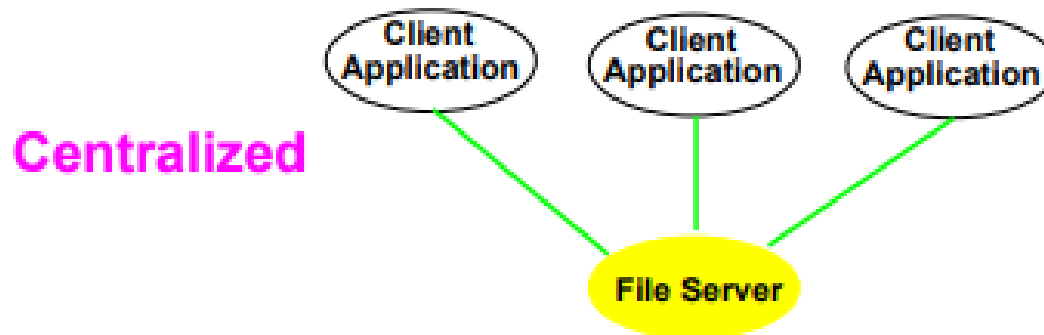 Client
Application
Client
Application
Client
Application
Centralized
File Server